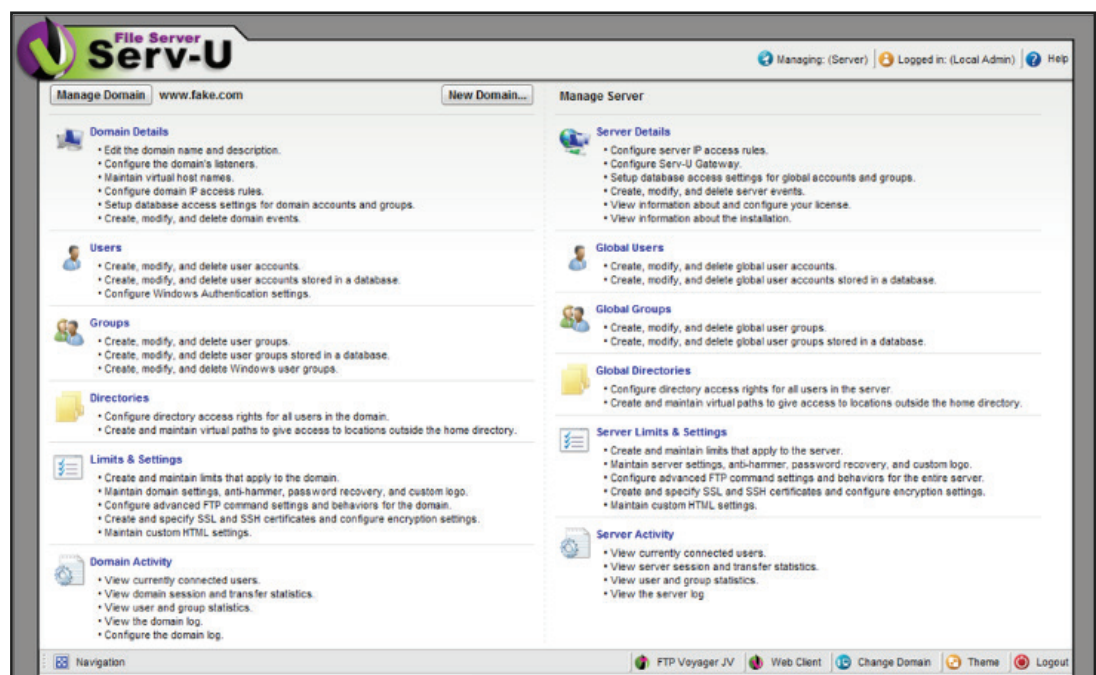 File Server
Serv-U
Managing: (Server)
Logged in: (Local Admin)
Help
Manage Domain
www.fake.com
New Domain...
Domain Details
• Edit the domain name and description.
• Configure the domain's listeners.
• Maintain virtual host names.
• Configure domain IP access rules.
• Setup database access settings for domain accounts and groups.
• Create, modify, and delete domain events.
Users
• Create, modify, and delete user accounts.
• Create, modify, and delete user accounts stored in a database.
• Configure Windows Authentication settings.
Groups
• Create, modify, and delete user groups.
• Create, modify, and delete user groups stored in a database.
• Create, modify, and delete Windows user groups.
Directories
• Configure directory access rights for all users in the domain.
• Create and maintain virtual paths to give access to locations outside the home directory.
Limits & Settings
• Create and maintain limits that apply to the domain.
• Maintain domain settings, anti-hammer, password recovery, and custom logo.
• Configure advanced FTP command settings and behaviors for the domain.
• Create and specify SSL and SSH certificates and configure encryption settings.
• Maintain custom HTML settings.
Domain Activity
• View currently connected users.
• View domain session and transfer statistics.
• View user and group statistics.
• View the domain log.
• Configure the domain log.
Manage Server
Server Details
• Configure server IP access rules.
• Configure Serv-U Gateway.
• Setup database access settings for global accounts and groups.
• Create, modify, and delete server events.
• View information about and configure your license.
• View information about the installation.
Global Users
• Create, modify, and delete global user accounts.
• Create, modify, and delete global user accounts stored in a database.
Global Groups
• Create, modify, and delete global user groups.
• Create, modify, and delete global user groups stored in a database.
Global Directories
• Configure directory access rights for all users in the server.
• Create and maintain virtual paths to give access to locations outside the home directory.
Server Limits & Settings
• Create and maintain limits that apply to the server.
• Maintain server settings, anti-hammer, password recovery, and custom logo.
• Configure advanced FTP command settings and behaviors for the entire server.
• Create and specify SSL and SSH certificates and configure encryption settings.
• Maintain custom HTML settings.
Server Activity
• View currently connected users.
• View server session and transfer statistics.
• View user and group statistics.
• View the server log
Navigation
FTP Voyager JV
Web Client
Change Domain
Theme
Logout